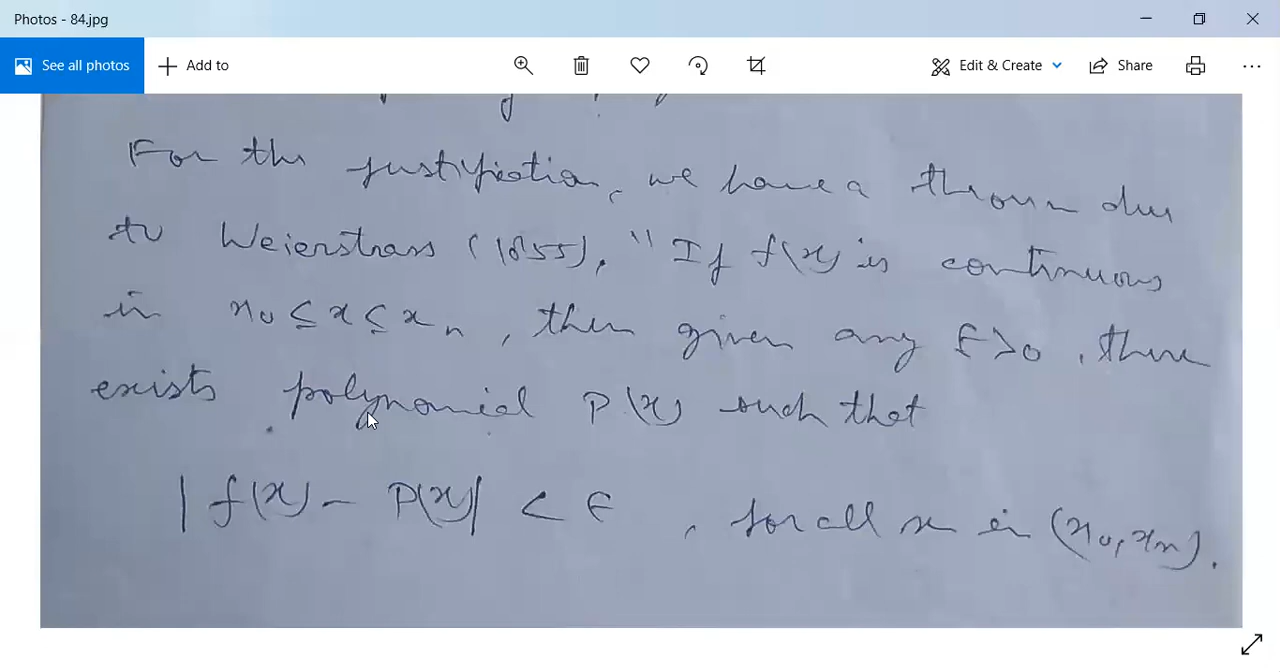 Photos - 84.jpg
See all photos
Add to
Edit & Create
Share
For the justification, we have a theorem due
to Weierstrass (1855), "If f(x) is continuous
in x₀ ≤ x ≤ xₙ, then given any ϵ>0, there
exists polynomial P(x) such that
|f(x) - P(x)| < ϵ, for all x in (x₀, xₙ).